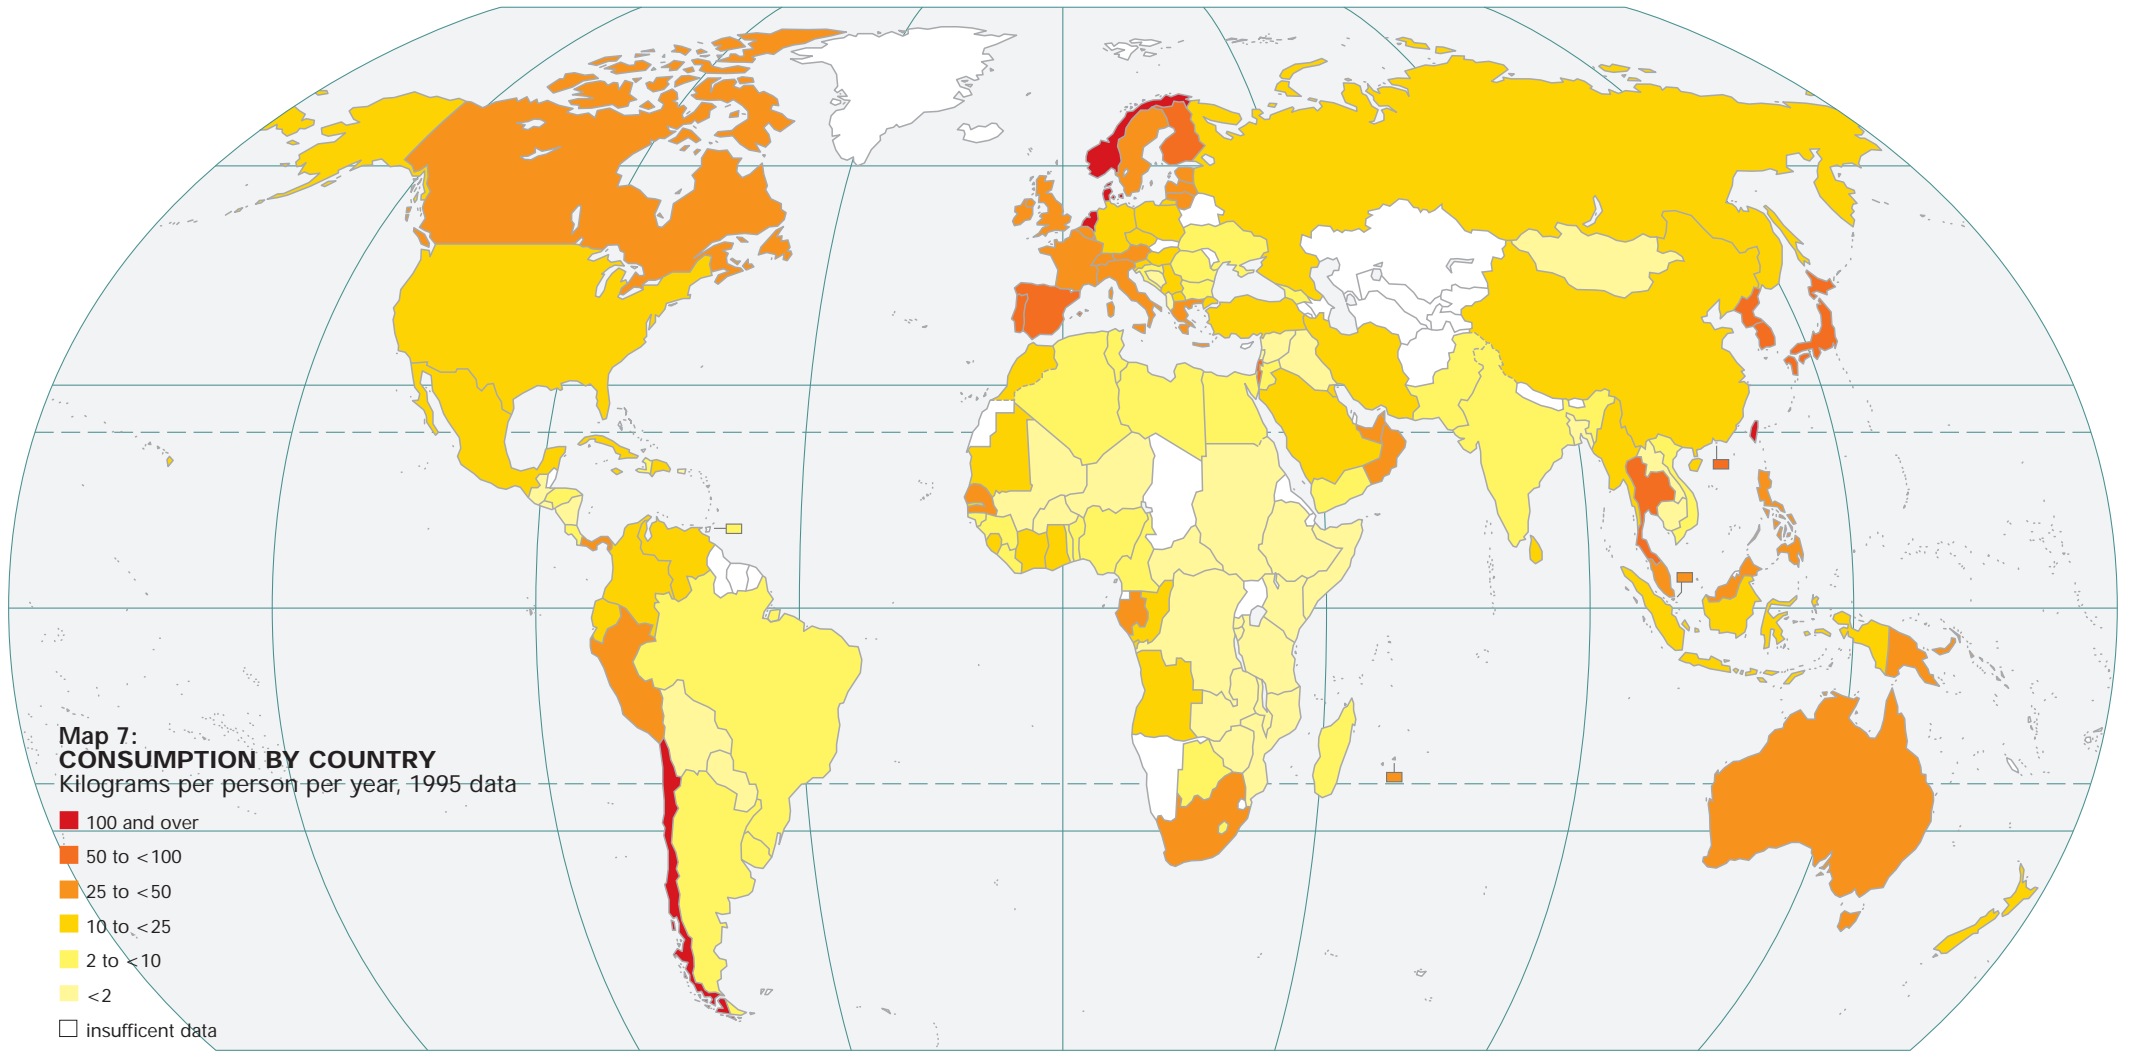 Map 7:
CONSUMPTION BY COUNTRY
Kilograms per person per year, 1995 data
100 and over
50 to <100
25 to <50
10 to <25
2 to <10
<2
insufficent data